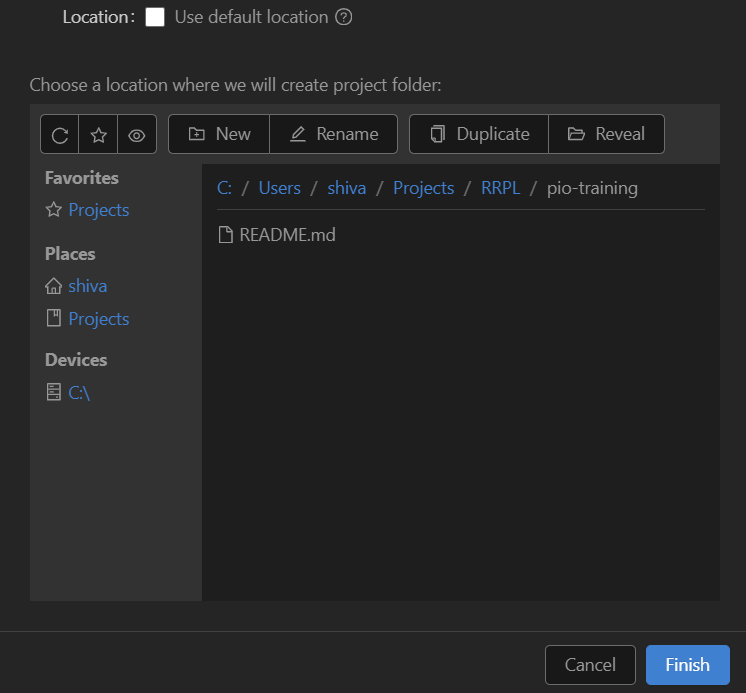 Location: Use default location
Choose a location where we will create project folder:
New Rename Duplicate Reveal
Favorites
Projects
Places
shiva
Projects
Devices
C:\
C: / Users / shiva / Projects / RRPL / pio-training
README.md
Cancel Finish